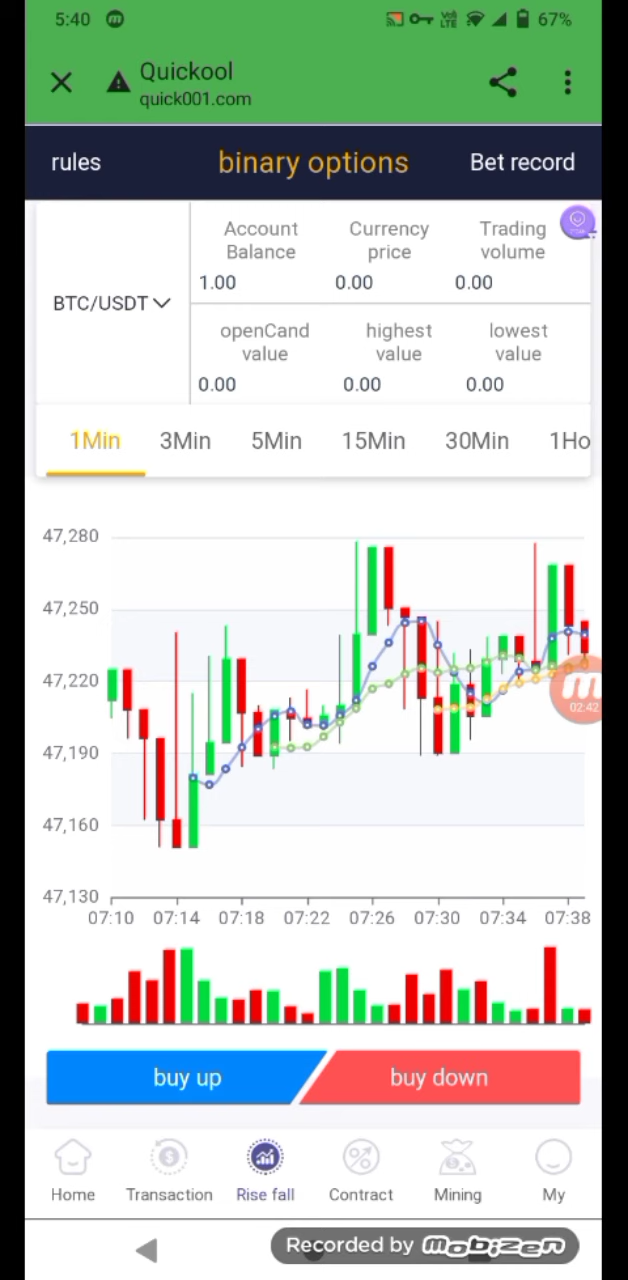 5:40 m Vo) LTE 67%
Quickool
quick001.com
rules binary options Bet record
BTC/USDT
Account Balance
Currency price
Trading volume
1.00 0.00 0.00
openCand value
highest value
lowest value
0.00 0.00 0.00
1Min 3Min 5Min 15Min 30Min 1Ho
47,280
47,250
47,220
47,190
47,160
47,130
02:42
07:10 07:14 07:18 07:22 07:26 07:30 07:34 07:38
buy up buy down
Home Transaction Rise fall Contract Mining My
Recorded by mobizen